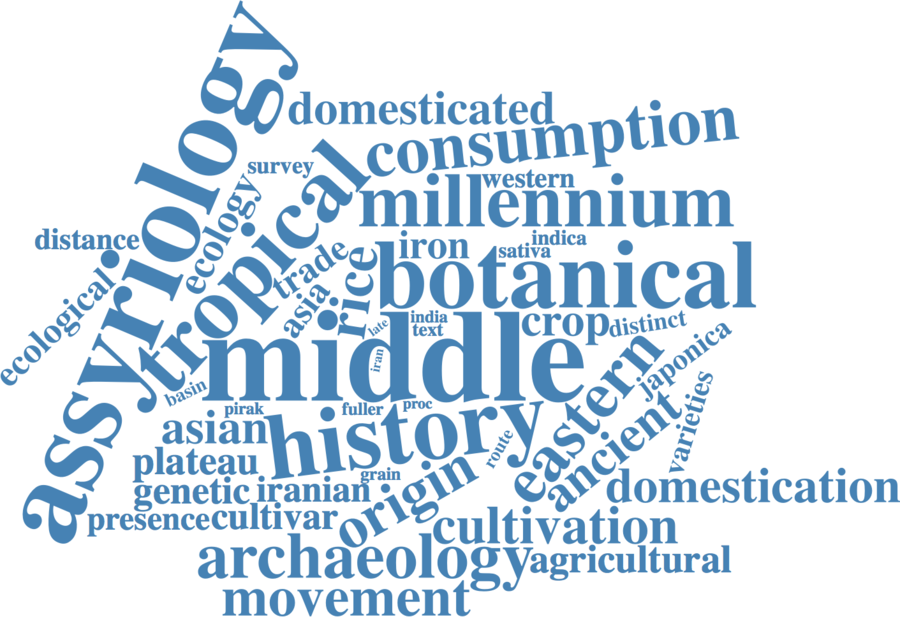 assyriology
domesticated
consumption
survey
western
millennium
ecology
tropical
distance
trade
iron
indica
sativa
botanical
rice
asia
ecological
india
text
late
crop
distinct
middle
iran
japonica
basin
eastern
varieties
pirak
fuller
proc
asian
history
ancient
route
plateau
grain
genetic
iranian
origin
domestication
presence
cultivar
cultivation
archaeology
agricultural
movement